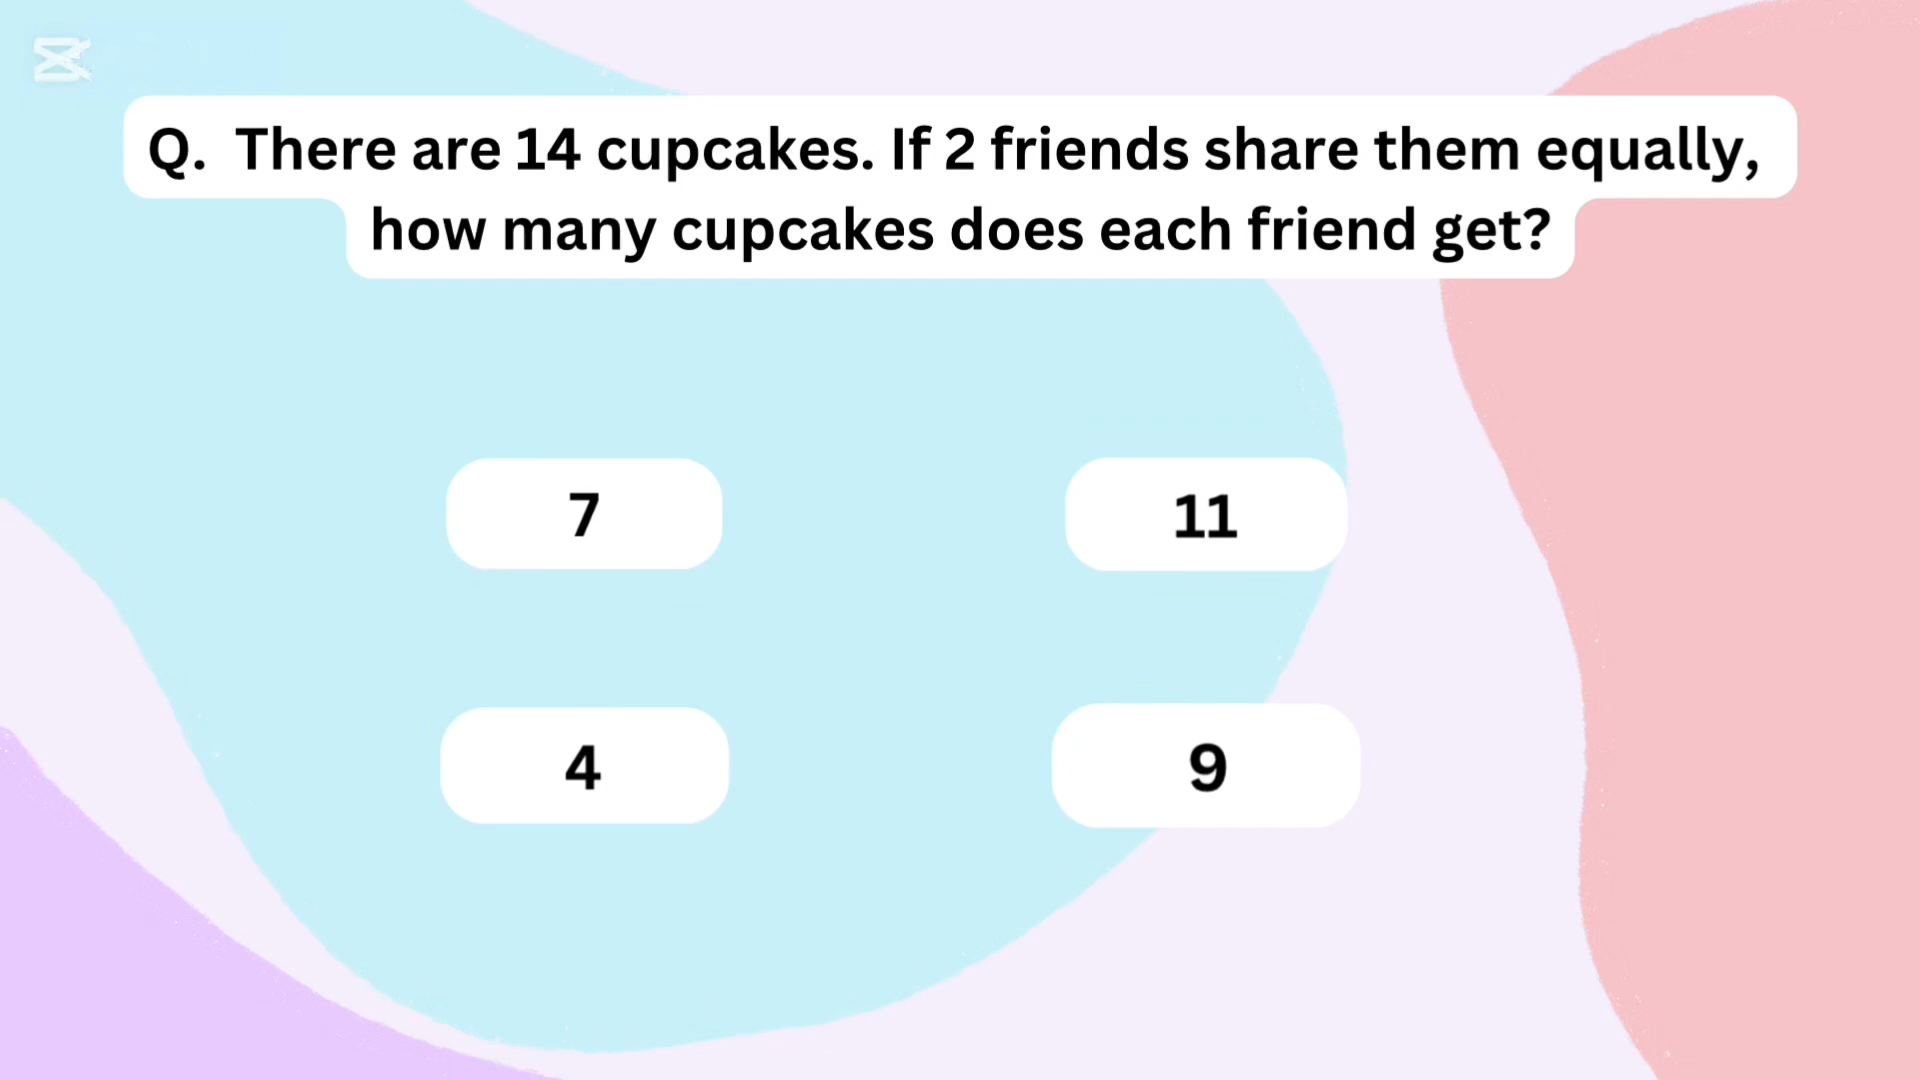 Q. There are 14 cupcakes. If 2 friends share them equally,
how many cupcakes does each friend get?
7
11
4
9